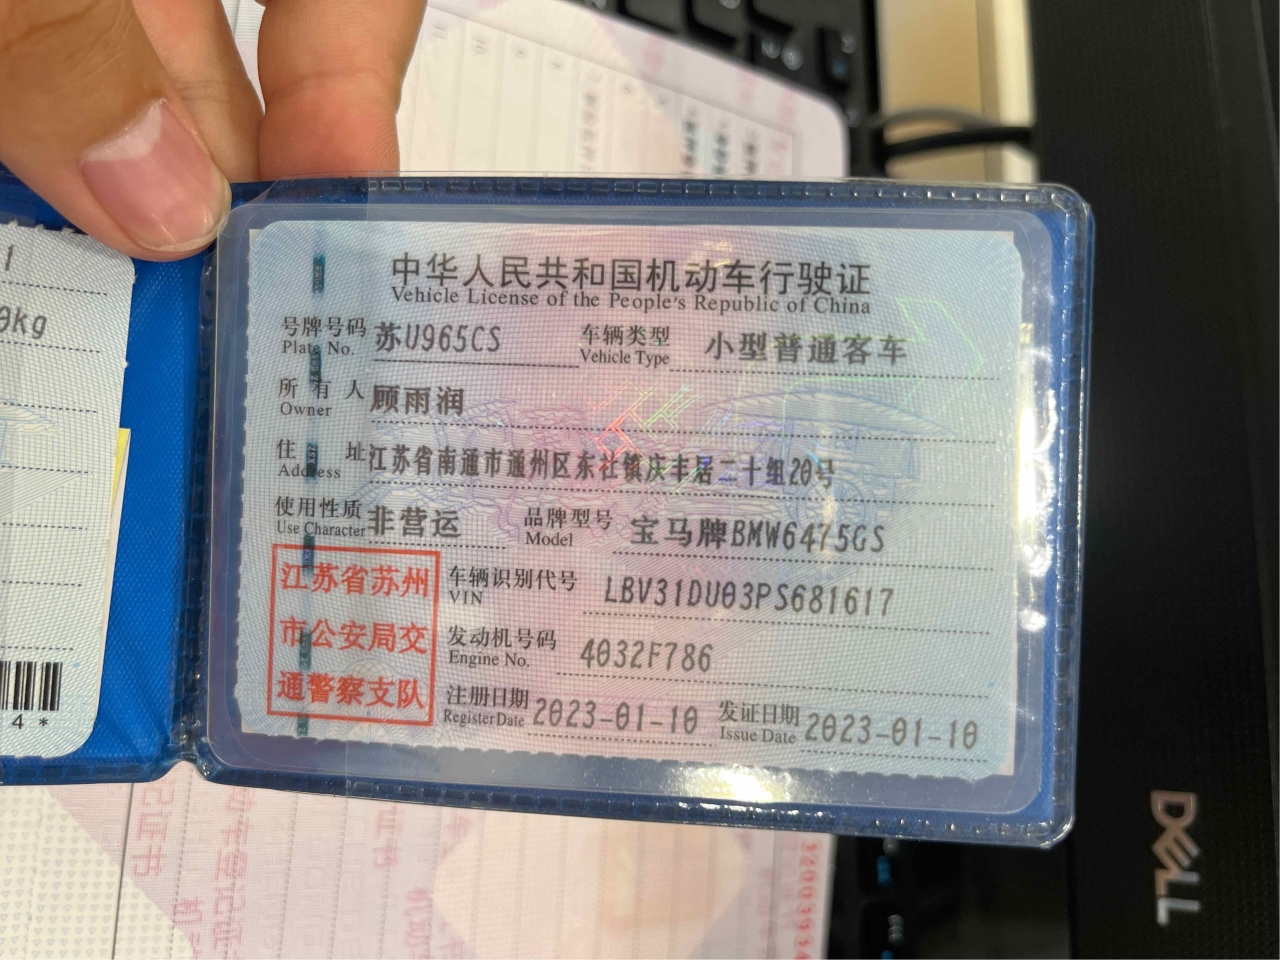 中华人民共和国机动车行驶证
Vehicle License of the People's Republic of China
号牌号码 苏U965CS 车辆类型 小型普通客车
Plate No. Vehicle Type
所有人 顾雨润
Owner
住址 江苏省南通市通州区东社镇庆丰居二十组20号
Address
使用性质 非营运 品牌型号 宝马牌BMW6475GS
Use Character Model
江苏省苏州
市公安局交
通警察支队
车辆识别代号 LBV31DU03PS681617
VIN
发动机号码 4032F786
Engine No.
注册日期 2023-01-10 发证日期 2023-01-10
Register Date Issue Date
0kg
4*
DELL